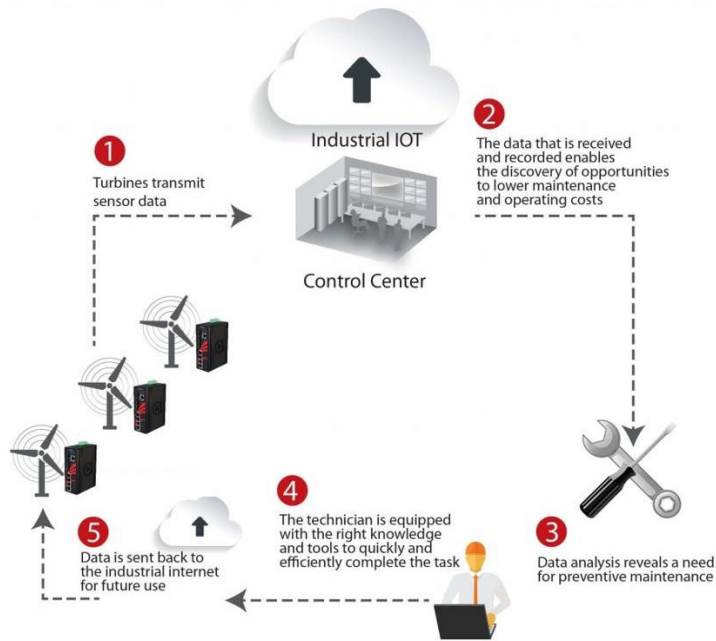 Industrial IOT
Control Center
1
Turbines transmit
sensor data
2
The data that is received
and recorded enables
the discovery of opportunities
to lower maintenance
and operating costs
3
Data analysis reveals a need
for preventive maintenance
4
The technician is equipped
with the right knowledge
and tools to quickly and
efficiently complete the task
5
Data is sent back to
the industrial internet
for future use